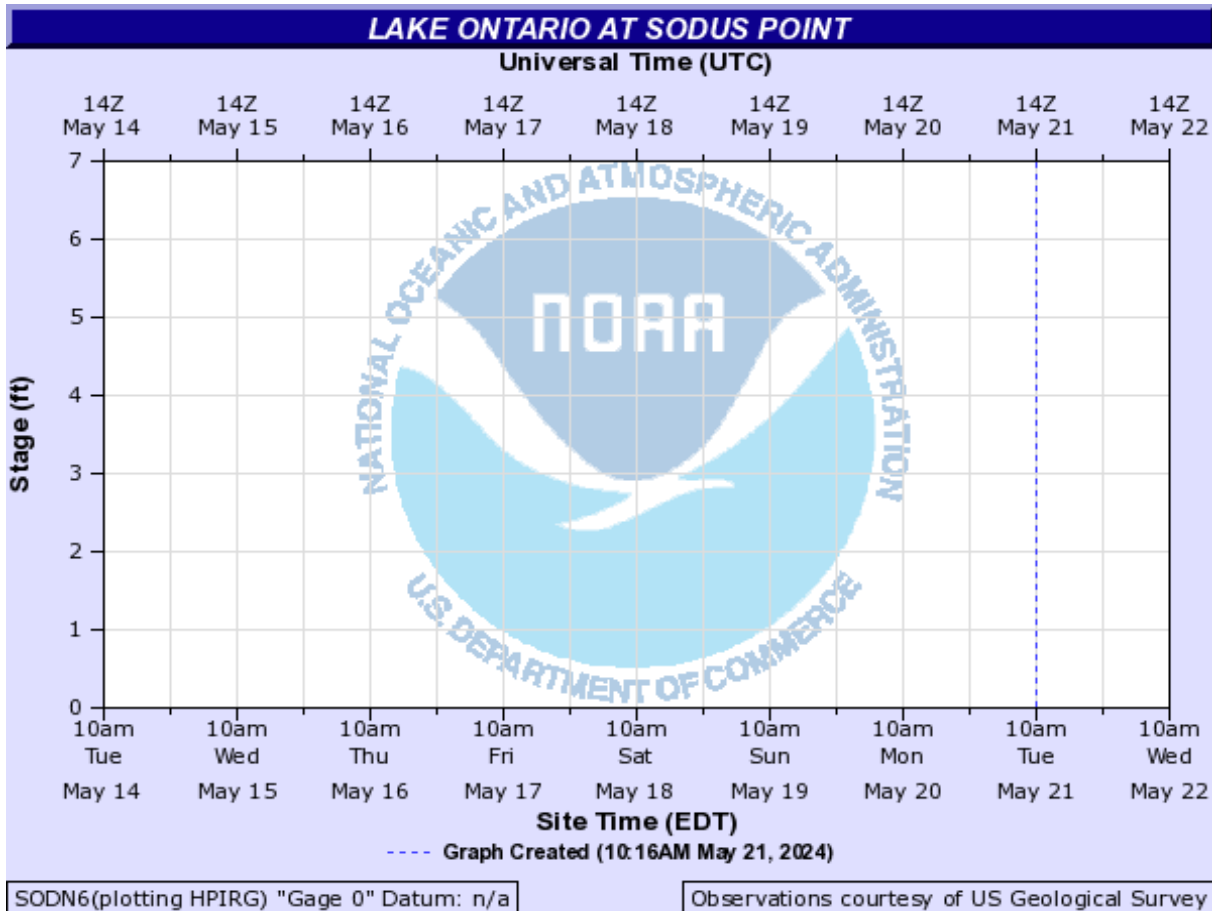 LAKE ONTARIO AT SODUS POINT
Universal Time (UTC)
14Z 14Z 14Z 14Z 14Z 14Z 14Z 14Z 14Z
May 14 May 15 May 16 May 17 May 18 May 19 May 20 May 21 May 22
7
6
5
4
3
2
1
0
Stage (ft)
NATIONAL OCEANIC AND ATMOSPHERIC ADMINISTRATION
NOAA
U.S. DEPARTMENT OF COMMERCE
10am 10am 10am 10am 10am 10am 10am 10am 10am
Tue Wed Thu Fri Sat Sun Mon Tue Wed
May 14 May 15 May 16 May 17 May 18 May 19 May 20 May 21 May 22
Site Time (EDT)
---- Graph Created (10:16AM May 21, 2024)
SODN6(plotting HPIRG) "Gage 0" Datum: n/a
Observations courtesy of US Geological Survey